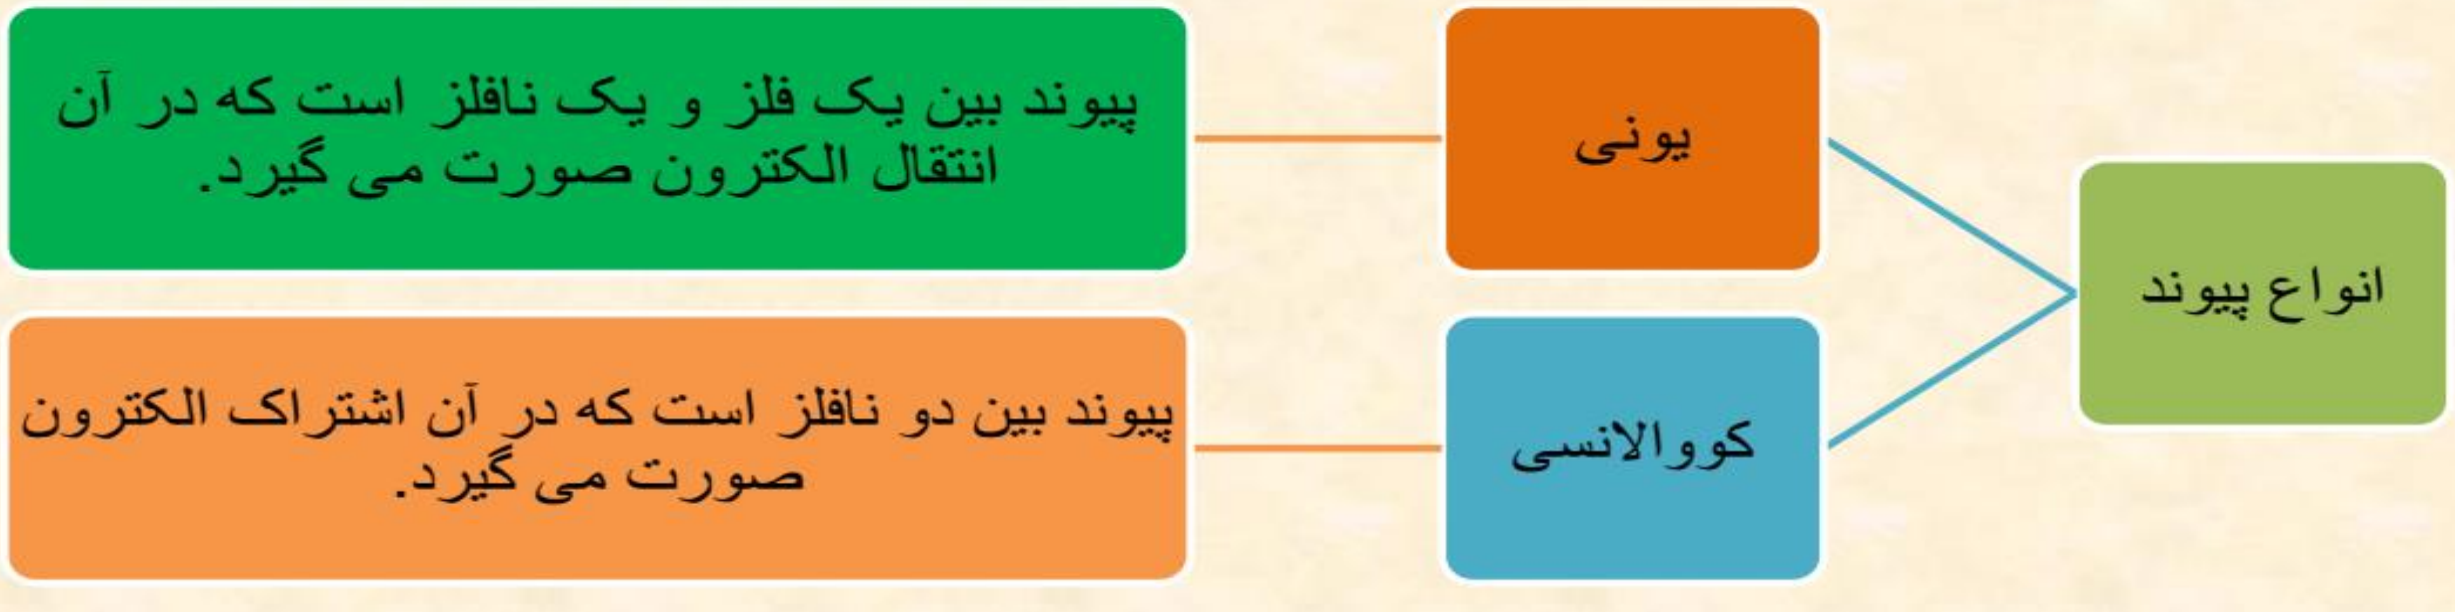 انواع پیوند
یونی
پیوند بین یک فلز و یک نافلز است که در آن
انتقال الکترون صورت می گیرد.
کووالانسی
پیوند بین دو نافلز است که در آن اشتراک الکترون
صورت می گیرد.